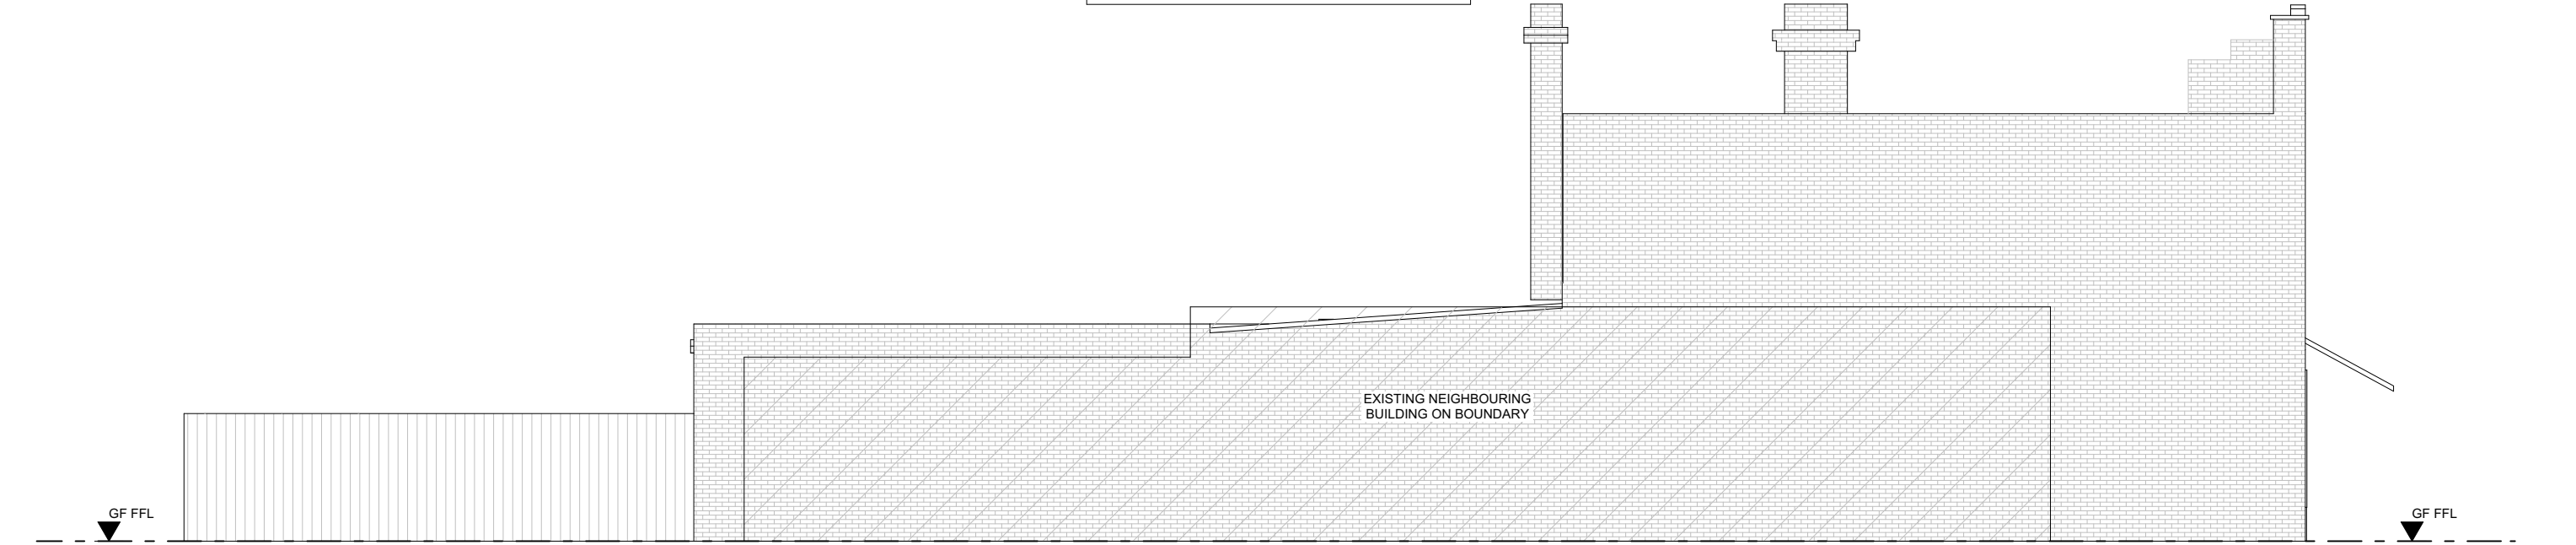 EXISTING NEIGHBOURING
BUILDING ON BOUNDARY
GF FFL
GF FFL